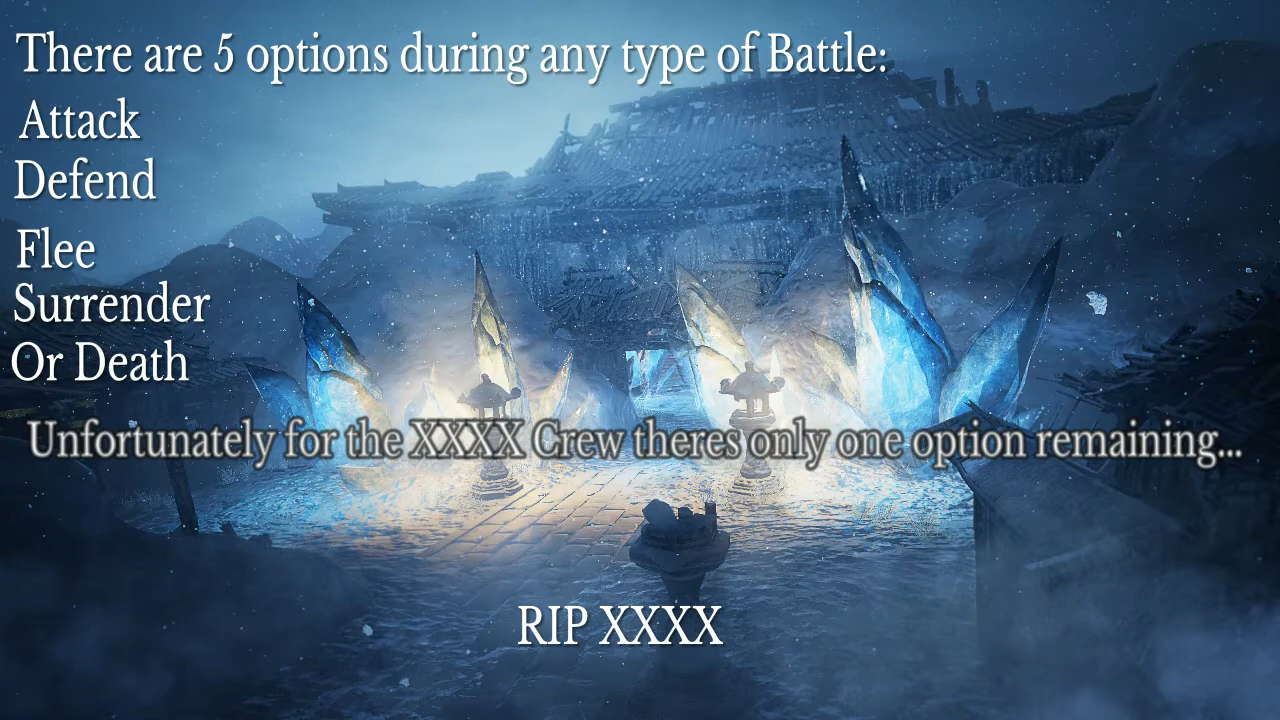 There are 5 options during any type of Battle:
Attack
Defend
Flee
Surrender
Or Death
Unfortunately for the XXXX Crew theres only one option remaining...
RIP XXXX